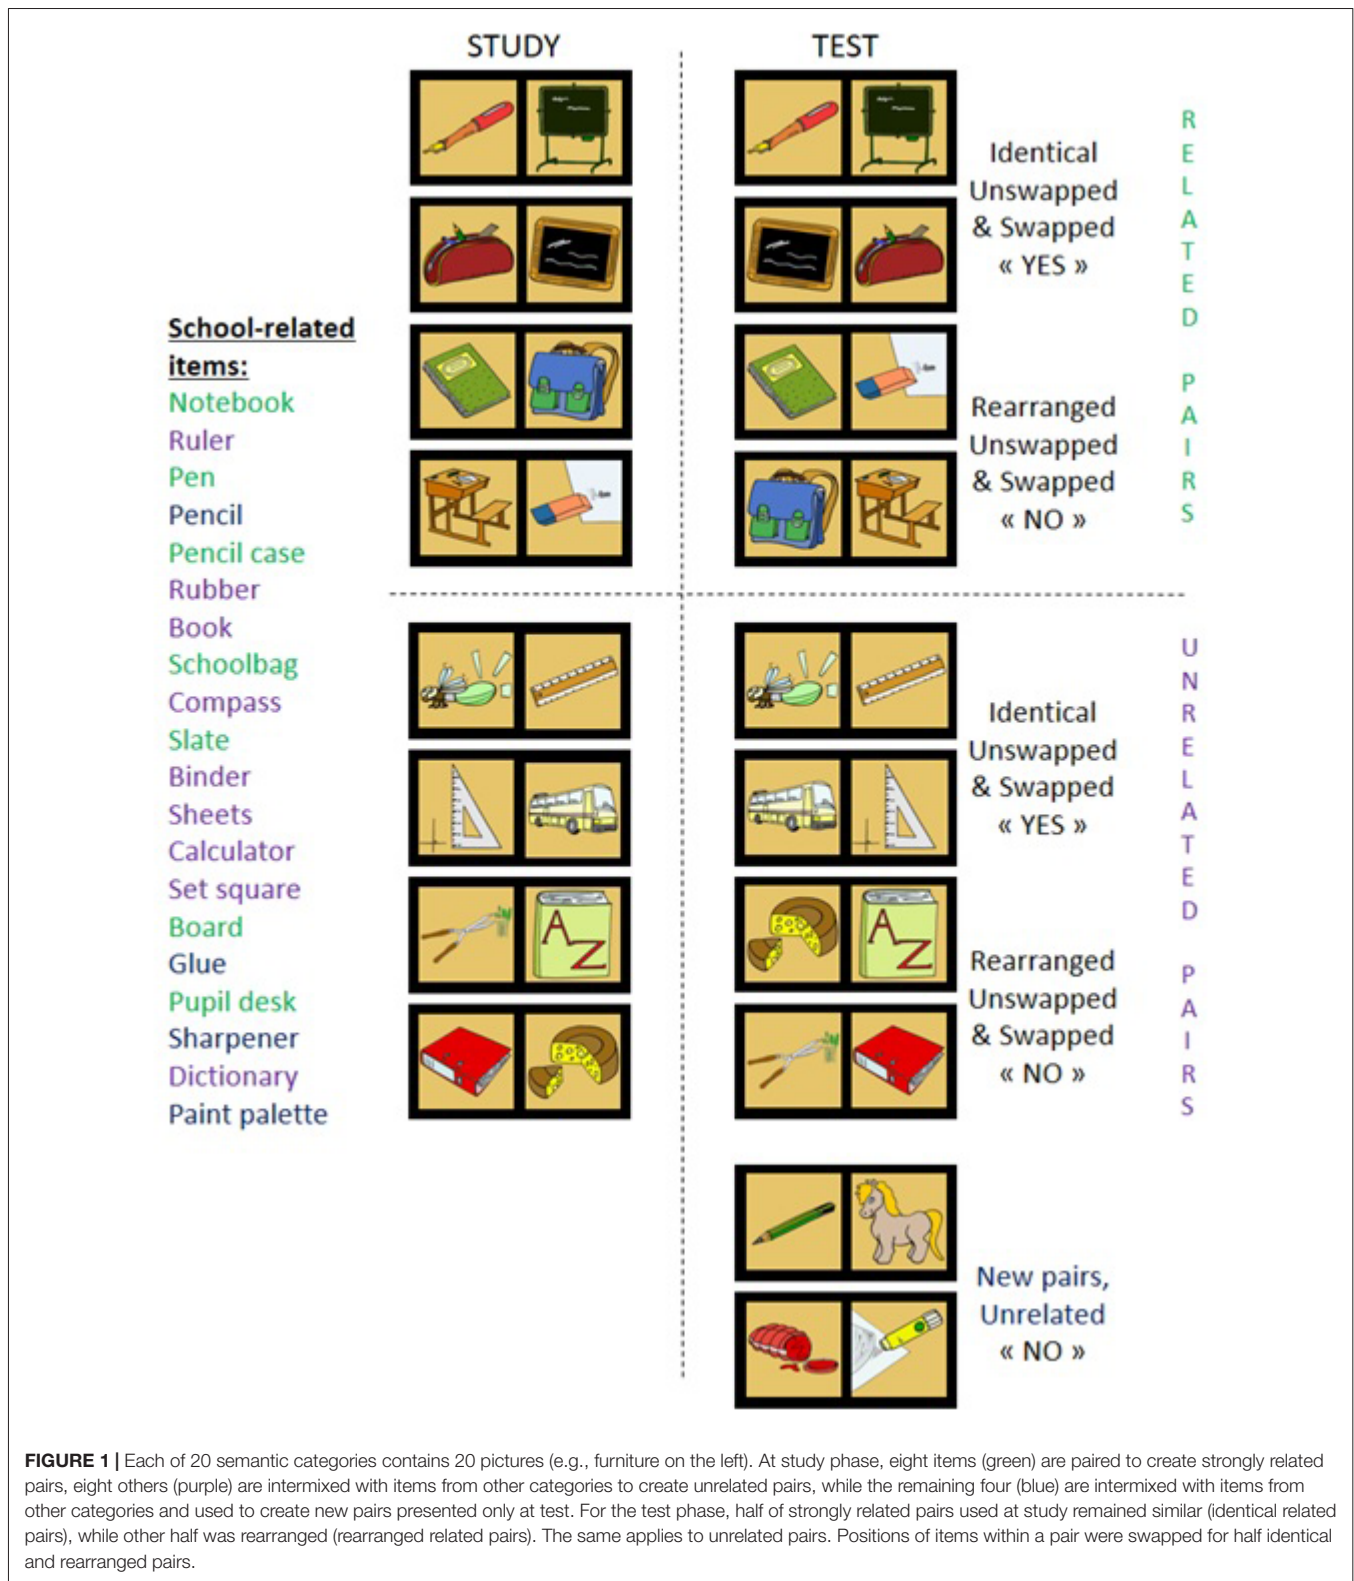 STUDY
TEST
School-related
items:
Notebook
Ruler
Pen
Pencil
Pencil case
Rubber
Book
Schoolbag
Compass
Slate
Binder
Sheets
Calculator
Set square
Board
Glue
Pupil desk
Sharpener
Dictionary
Paint palette
Identical
Unswapped
& Swapped
« YES »
Rearranged
Unswapped
& Swapped
« NO »
RELATED PAIRS
A
Z
Identical
Unswapped
& Swapped
« YES »
A
Z
Rearranged
Unswapped
& Swapped
« NO »
UNRELATED PAIRS
New pairs,
Unrelated
« NO »
FIGURE 1 | Each of 20 semantic categories contains 20 pictures (e.g., furniture on the left). At study phase, eight items (green) are paired to create strongly related
pairs, eight others (purple) are intermixed with items from other categories to create unrelated pairs, while the remaining four (blue) are intermixed with items from
other categories and used to create new pairs presented only at test. For the test phase, half of strongly related pairs used at study remained similar (identical related
pairs), while other half was rearranged (rearranged related pairs). The same applies to unrelated pairs. Positions of items within a pair were swapped for half identical
and rearranged pairs.